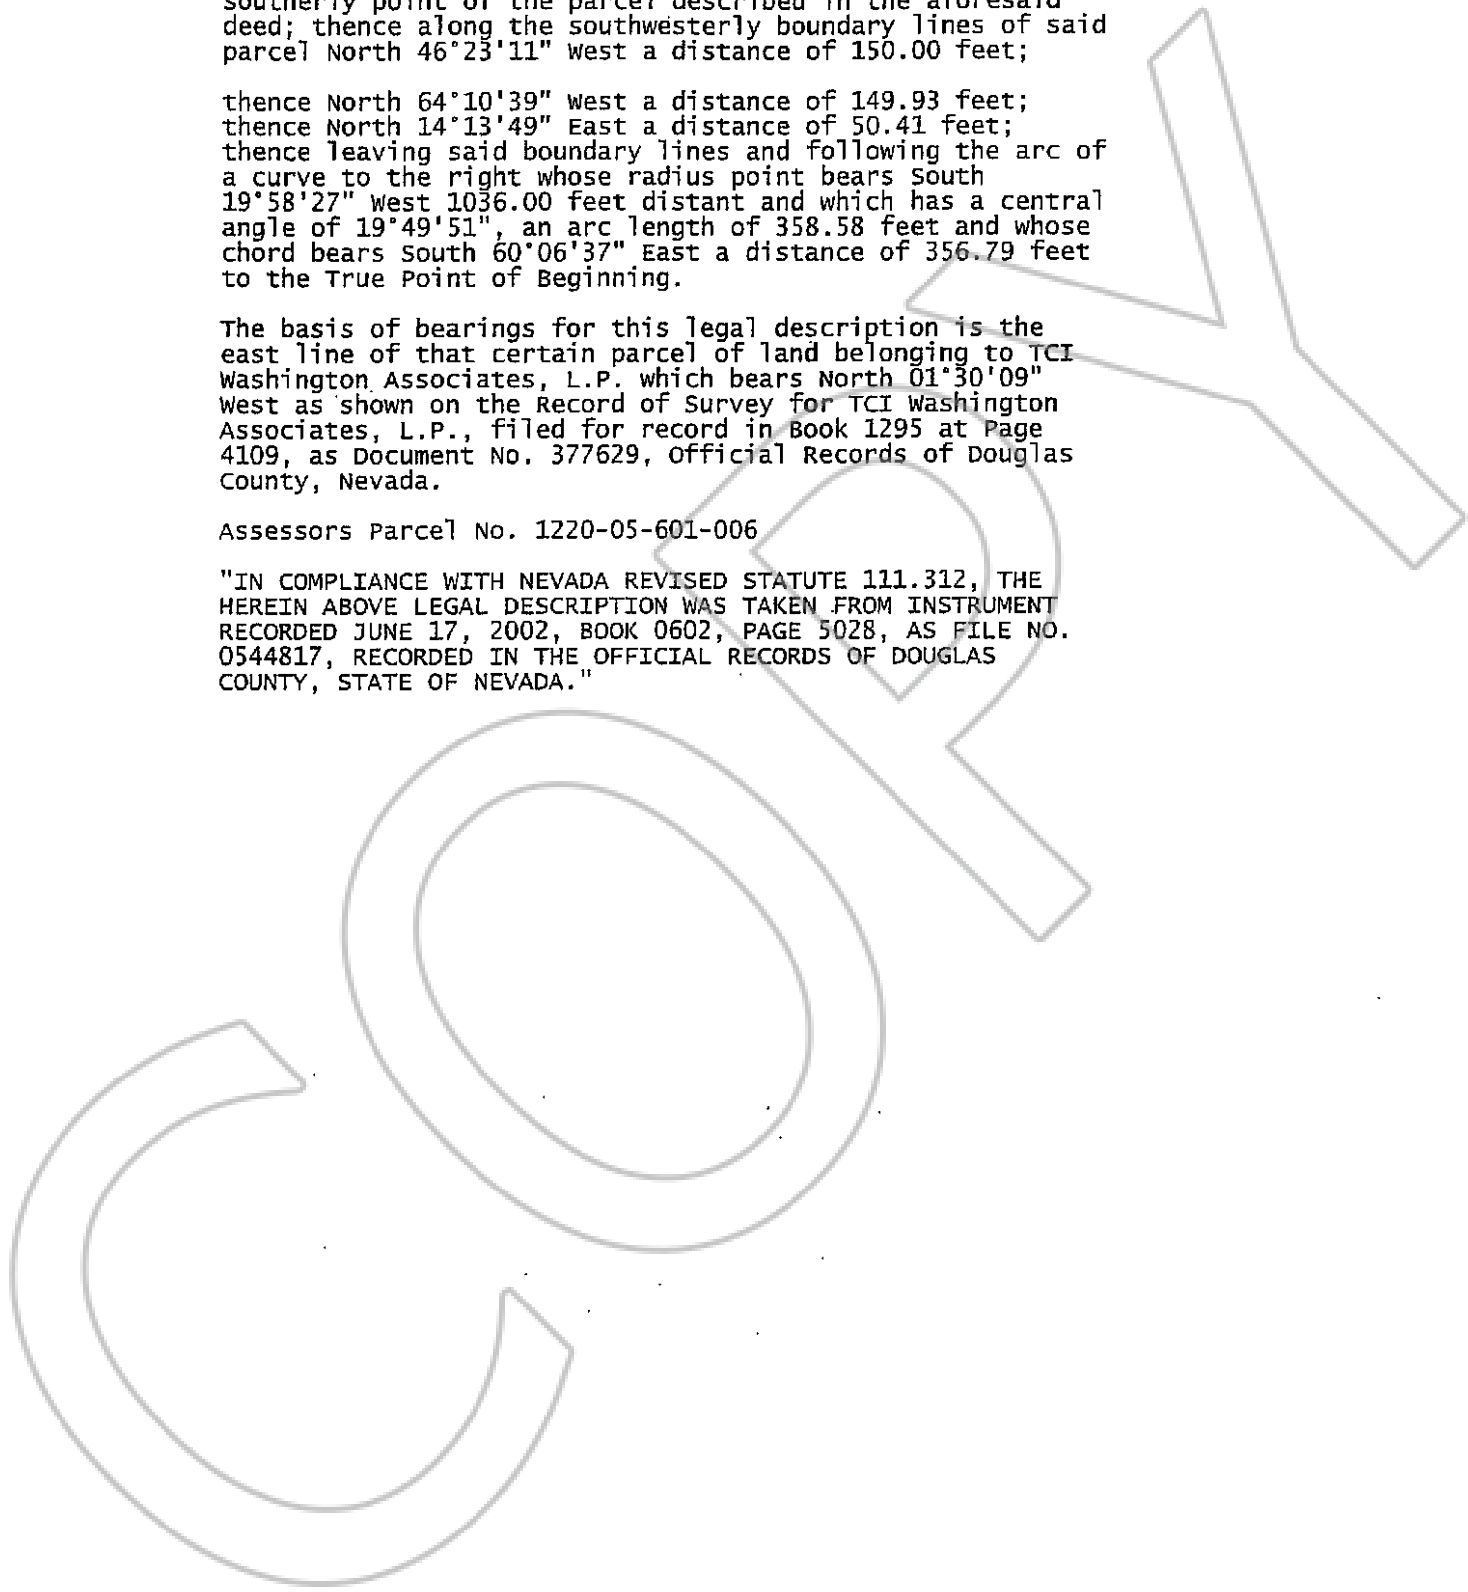 southerly point of the parcel described in the aforesaid
deed; thence along the southwesterly boundary lines of said
parcel North 46°23'11" West a distance of 150.00 feet;
thence North 64°10'39" West a distance of 149.93 feet;
thence North 14°13'49" East a distance of 50.41 feet;
thence leaving said boundary lines and following the arc of
a curve to the right whose radius point bears South
19°58'27" West 1036.00 feet distant and which has a central
angle of 19°49'51", an arc length of 358.58 feet and whose
chord bears South 60°06'37" East a distance of 356.79 feet
to the True Point of Beginning.
The basis of bearings for this legal description is the
east line of that certain parcel of land belonging to TCI
Washington Associates, L.P. which bears North 01°30'09"
West as shown on the Record of Survey for TCI Washington
Associates, L.P., filed for record in Book 1295 at Page
4109, as Document No. 377629, Official Records of Douglas
County, Nevada.
Assessors Parcel No. 1220-05-601-006
"IN COMPLIANCE WITH NEVADA REVISED STATUTE 111.312, THE
HEREIN ABOVE LEGAL DESCRIPTION WAS TAKEN FROM INSTRUMENT
RECORDED JUNE 17, 2002, BOOK 0602, PAGE 5028, AS FILE NO.
0544817, RECORDED IN THE OFFICIAL RECORDS OF DOUGLAS
COUNTY, STATE OF NEVADA."
COPY